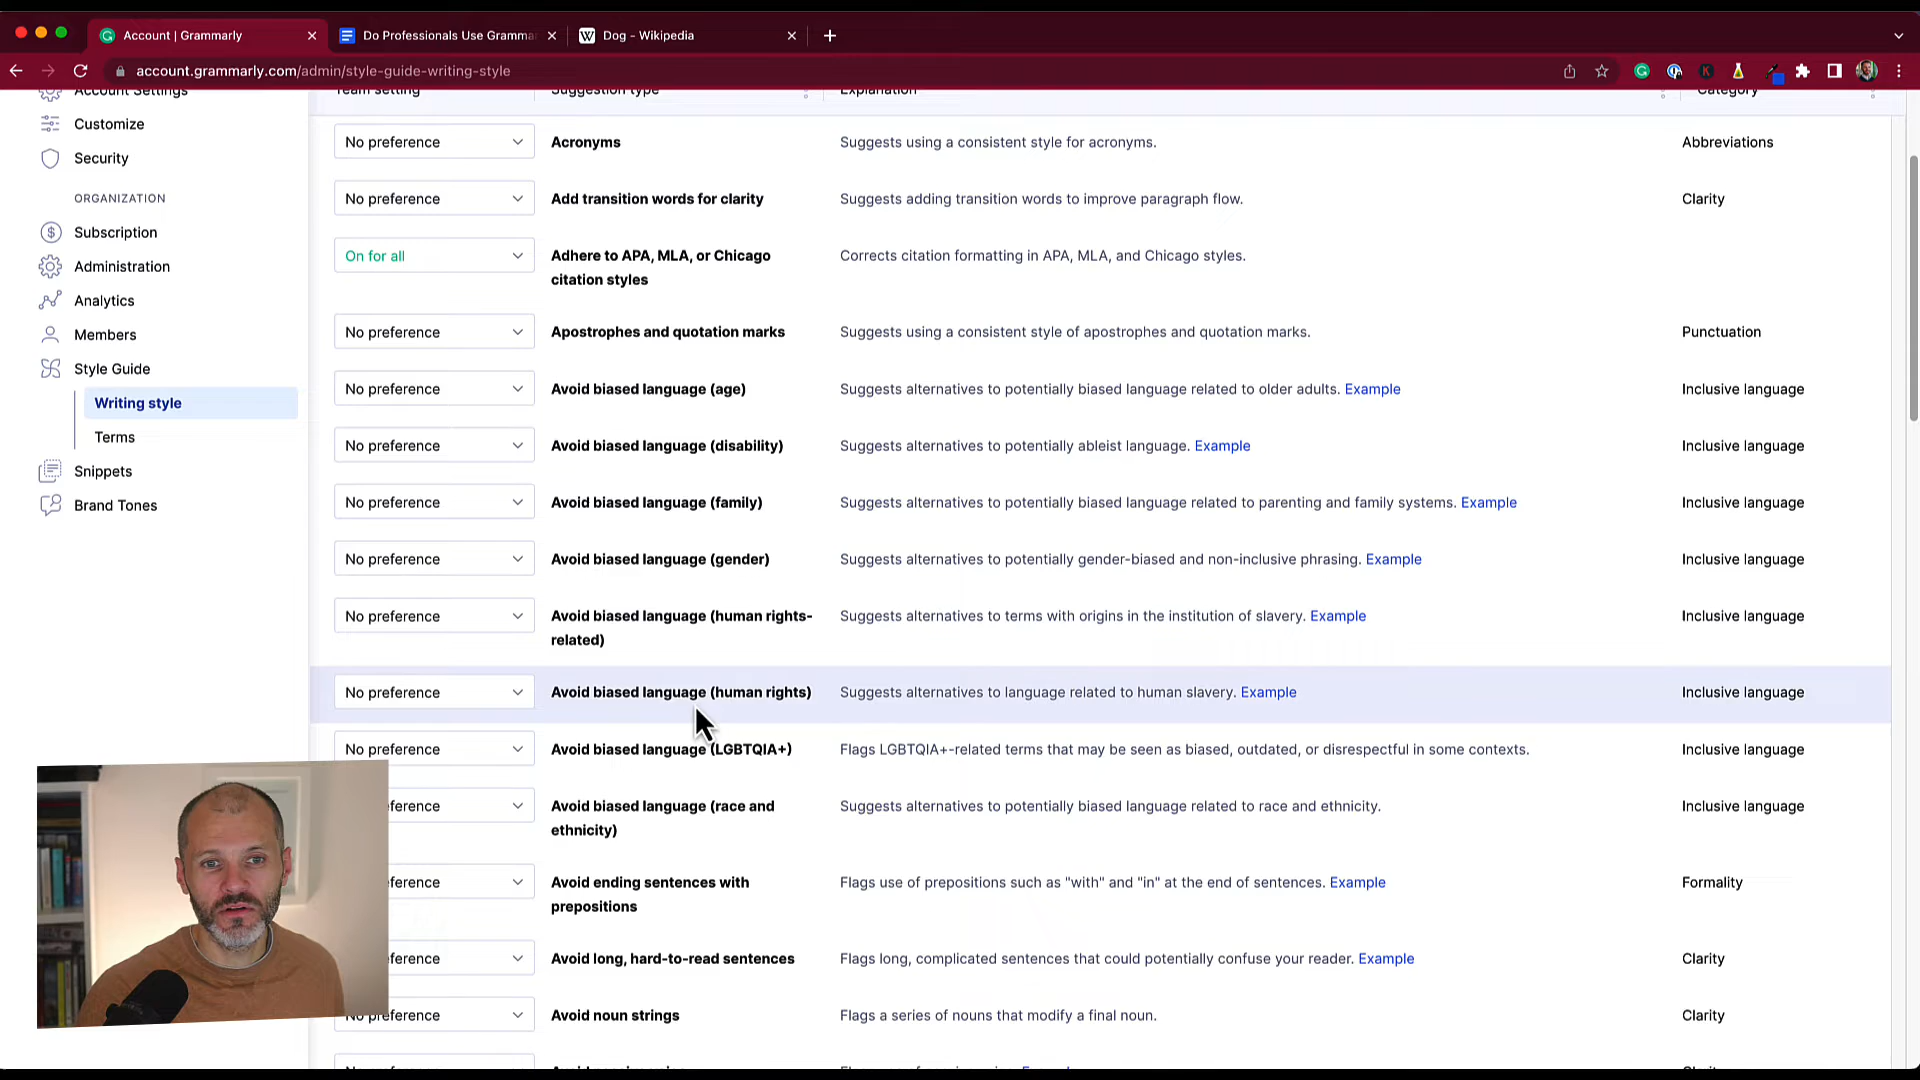 Account | Grammarly
Do Professionals Use Gramma
Dog - Wikipedia
account.grammarly.com/admin/style-guide-writing-style
Account Settings
Customize
Security
ORGANIZATION
Subscription
Administration
Analytics
Members
Style Guide
Writing style
Terms
Snippets
Brand Tones
Team setting Suggestion type Explanation Category
No preference Acronyms Suggests using a consistent style for acronyms. Abbreviations
No preference Add transition words for clarity Suggests adding transition words to improve paragraph flow. Clarity
On for all Adhere to APA, MLA, or Chicago Corrects citation formatting in APA, MLA, and Chicago styles.
citation styles
No preference Apostrophes and quotation marks Suggests using a consistent style of apostrophes and quotation marks. Punctuation
No preference Avoid biased language (age) Suggests alternatives to potentially biased language related to older adults. Example Inclusive language
No preference Avoid biased language (disability) Suggests alternatives to potentially ableist language. Example Inclusive language
No preference Avoid biased language (family) Suggests alternatives to potentially biased language related to parenting and family systems. Example Inclusive language
No preference Avoid biased language (gender) Suggests alternatives to potentially gender-biased and non-inclusive phrasing. Example Inclusive language
No preference Avoid biased language (human rights- Suggests alternatives to terms with origins in the institution of slavery. Example Inclusive language
related)
No preference Avoid biased language (human rights) Suggests alternatives to language related to human slavery. Example Inclusive language
No preference Avoid biased language (LGBTQIA+) Flags LGBTQIA+-related terms that may be seen as biased, outdated, or disrespectful in some contexts. Inclusive language
ference Avoid biased language (race and Suggests alternatives to potentially biased language related to race and ethnicity. Inclusive language
ethnicity)
ference Avoid ending sentences with Flags use of prepositions such as "with" and "in" at the end of sentences. Example Formality
prepositions
ference Avoid long, hard-to-read sentences Flags long, complicated sentences that could potentially confuse your reader. Example Clarity
No preference Avoid noun strings Flags a series of nouns that modify a final noun. Clarity